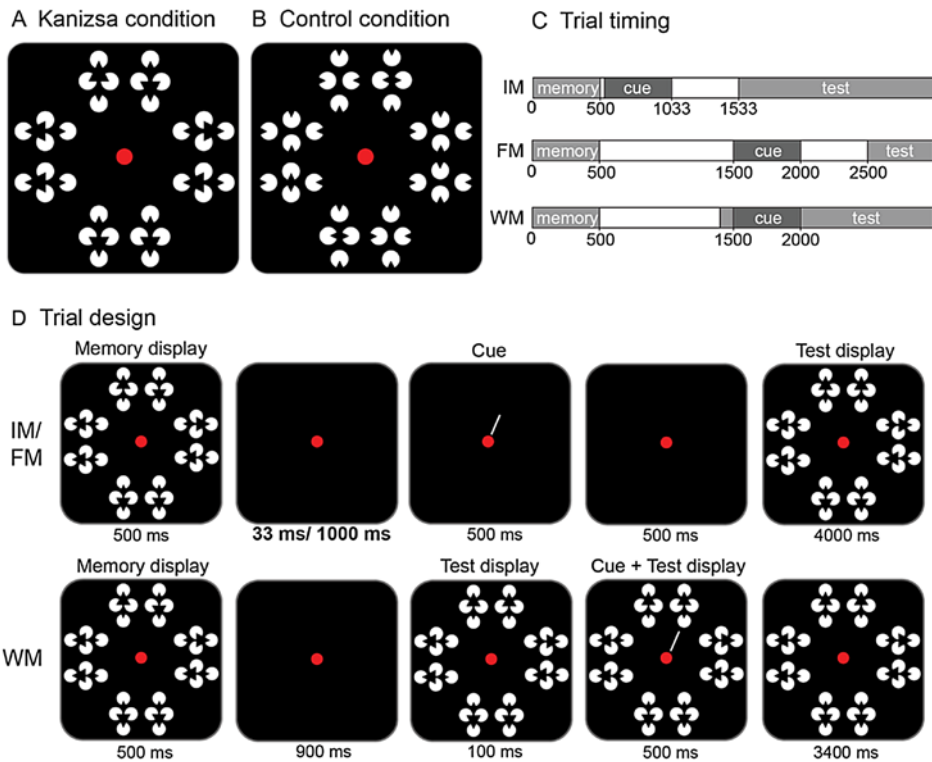 A Kanizsa condition
B Control condition
C Trial timing
IM memory cue test
0 500 1033 1533
FM memory cue test
0 500 1500 2000 2500
WM memory cue test
0 500 1500 2000
D Trial design
Memory display Cue Test display
IM/
FM
500 ms 33 ms/ 1000 ms 500 ms 500 ms 4000 ms
Memory display Test display Cue + Test display
WM
500 ms 900 ms 100 ms 500 ms 3400 ms